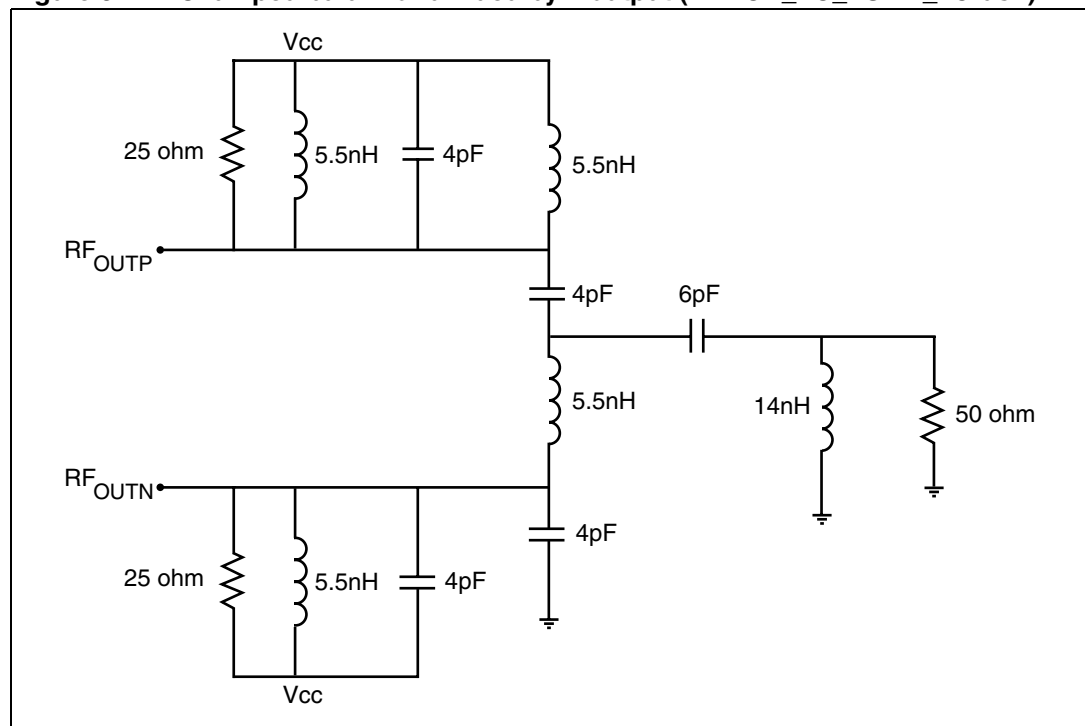 Vcc
25 ohm
5.5nH
4pF
5.5nH
RF OUTP
4pF
6pF
5.5nH
14nH
50 ohm
RF OUTN
4pF
25 ohm
5.5nH
4pF
Vcc